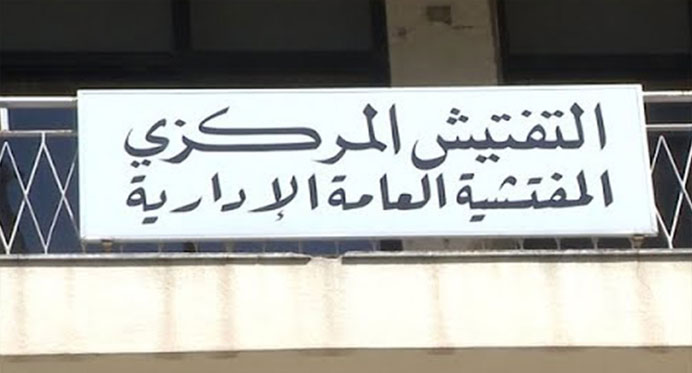 التفتيش المركزي
المفتشية العامة الإدارية